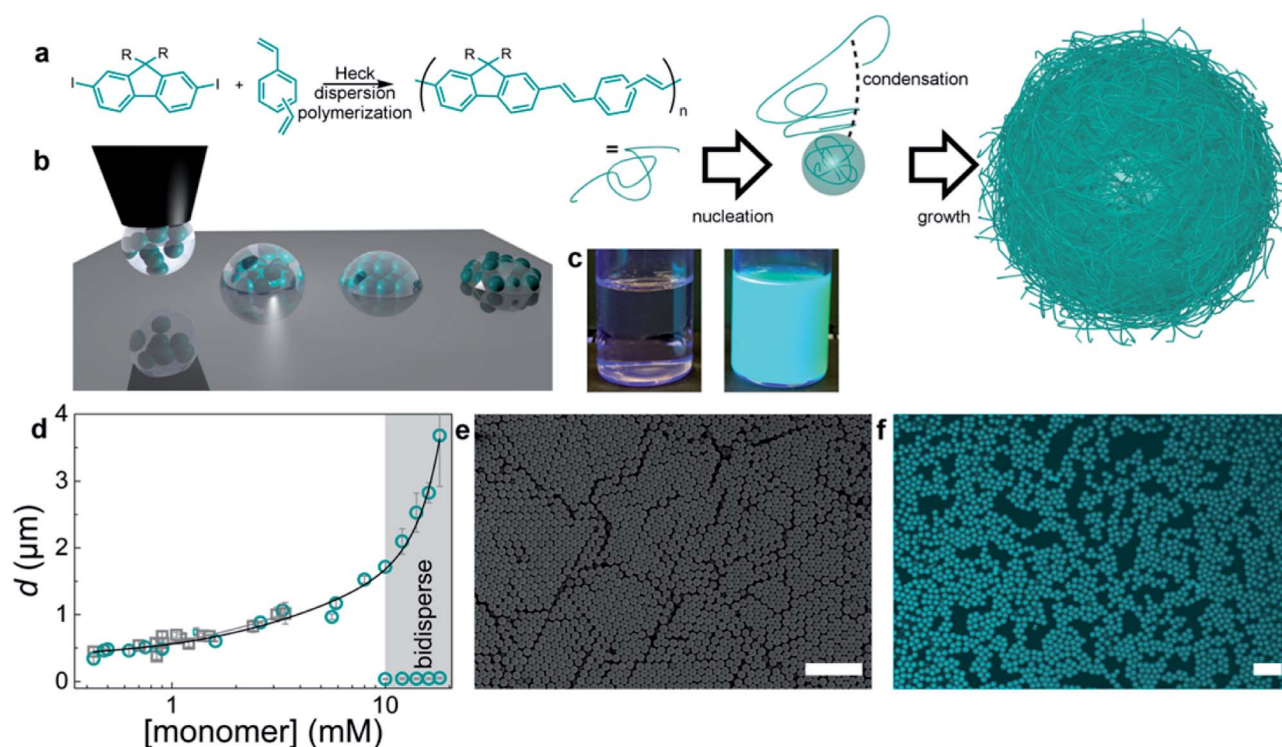 a
R R
R R
I
I
+
Heck
dispersion
polymerization
n
condensation
=
nucleation
growth
b
c
d
4
3
2
1
0
d (µm)
bidisperse
1
10
[monomer] (mM)
e
f